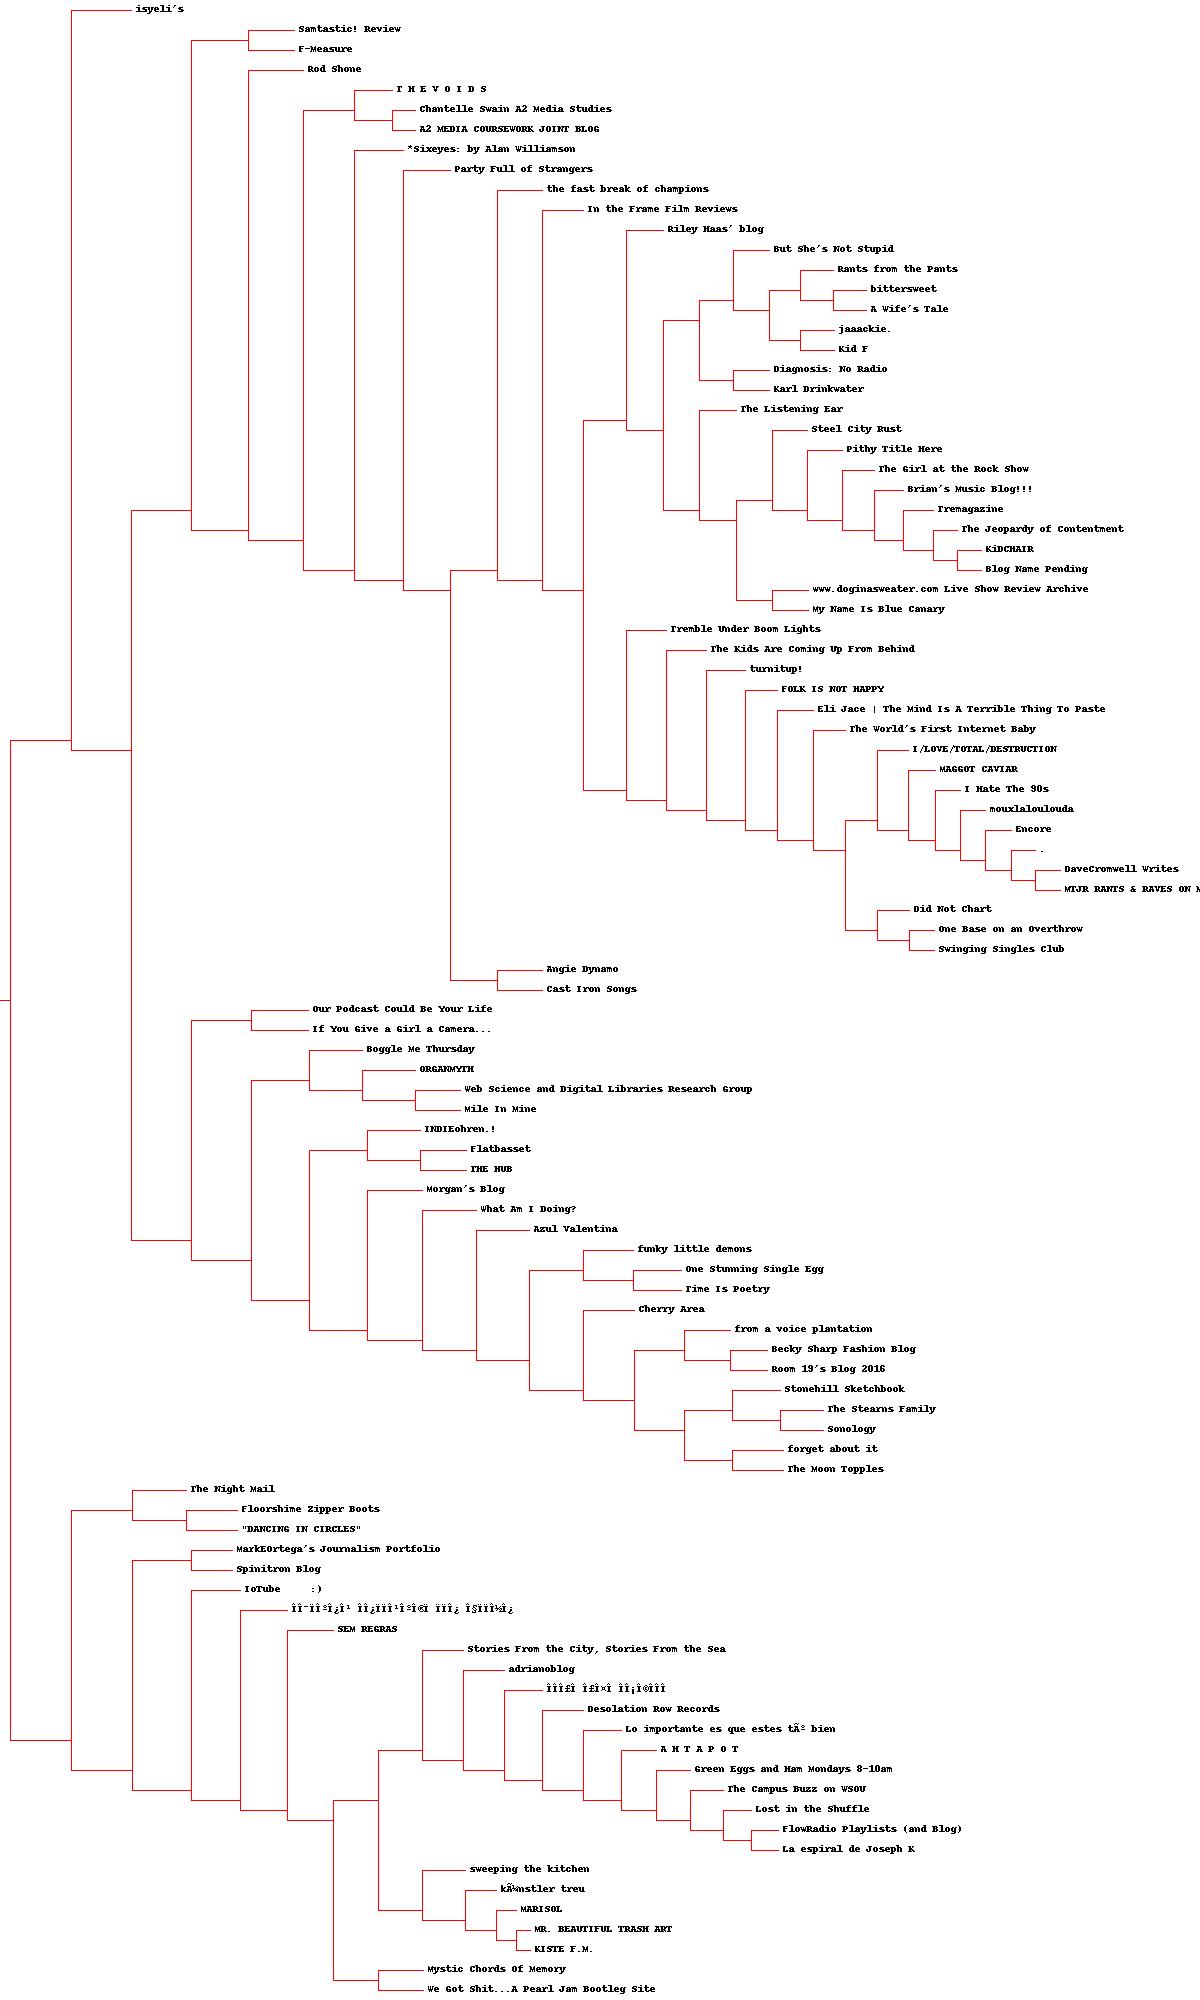 isyeli's
Samtastic! Review
F-Measure
Rod Shone
T H E V O I D S
Chantelle Swain A2 Media Studies
A2 MEDIA COURSEWORK JOINT BLOG
*Sixeyes: by Alan Williamson
Party Full of Strangers
the fast break of champions
In the Frame Film Reviews
Riley Haas' blog
But She's Not Stupid
Rants from the Pants
bittersweet
A Wife's Tale
jaaackie.
Kid F
Diagnosis: No Radio
Karl Drinkwater
The Listening Ear
Steel City Rust
Pithy Title Here
The Girl at the Rock Show
Brian's Music Blog!!!
Tremagazine
The Jeopardy of Contentment
KiDCHAIR
Blog Name Pending
www.doginasweater.com Live Show Review Archive
My Name Is Blue Canary
Tremble Under Boom Lights
The Kids Are Coming Up From Behind
turnitup!
FOLK IS NOT HAPPY
Eli Jace | The Mind Is A Terrible Thing To Paste
The World's First Internet Baby
I/LOVE/TOTAL/DESTRUCTION
MAGGOT CAVIAR
I Hate The 90s
mouxlaloulouda
Encore
.
DaveCromwell Writes
MTJR RANTS & RAVES ON
Did Not Chart
One Base on an Overthrow
Swinging Singles Club
Angie Dynamo
Cast Iron Songs
Our Podcast Could Be Your Life
If You Give a Girl a Camera...
Boggle Me Thursday
ORGANMYTH
Web Science and Digital Libraries Research Group
Mile In Mine
INDIEohren.!
Flatbasset
THE HUB
Morgan's Blog
What Am I Doing?
Azul Valentina
funky little demons
One Stunning Single Egg
Time Is Poetry
Cherry Area
from a voice plantation
Becky Sharp Fashion Blog
Room 19's Blog 2016
Stonehill Sketchbook
The Stearns Family
Sonology
forget about it
The Moon Topples
The Night Mail
Floorshime Zipper Boots
"DANCING IN CIRCLES"
MarkEOrtega's Journalism Portfolio
Spinitron Blog
IoTube :)
SEM REGRAS
Stories From the City, Stories From the Sea
adrianoblog
Desolation Row Records
Lo importante es que estes tÃº bien
A H T A P O T
Green Eggs and Ham Mondays 8-10am
The Campus Buzz on WSOU
Lost in the Shuffle
FlowRadio Playlists (and Blog)
La espiral de Joseph K
sweeping the kitchen
kÃ¼nstler treu
MARISOL
MR. BEAUTIFUL TRASH ART
KISTE F.M.
Mystic Chords Of Memory
We Got Shit...A Pearl Jam Bootleg Site